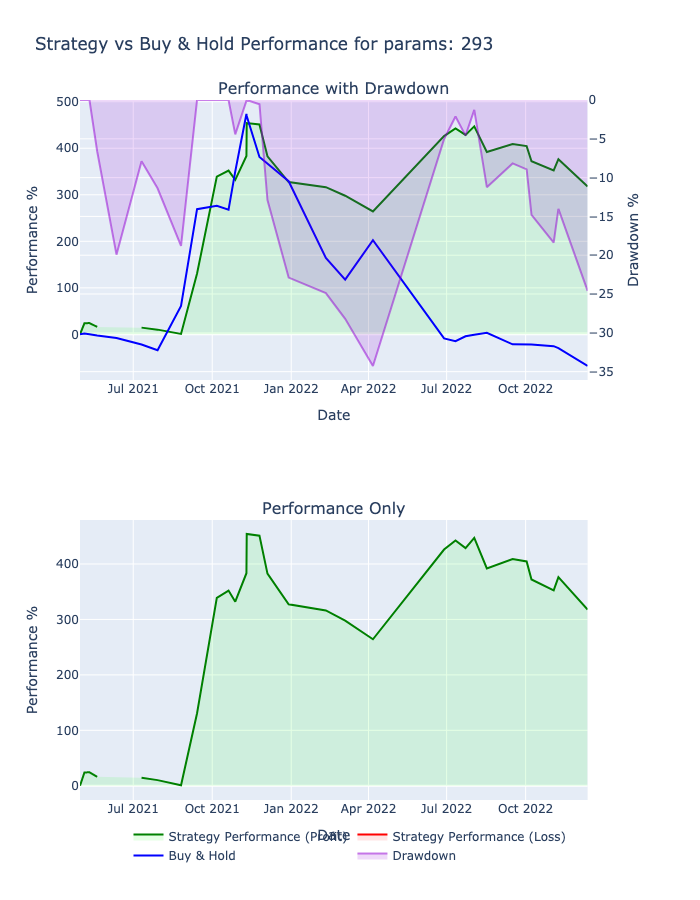 Strategy vs Buy & Hold Performance for params: 293
Performance with Drawdown
500
400
300
200
100
0
Performance %
0
−5
−10
−15
−20
−25
−30
−35
Drawdown %
Jul 2021 Oct 2021 Jan 2022 Apr 2022 Jul 2022 Oct 2022
Date
Performance Only
400
300
200
100
0
Performance %
Jul 2021 Oct 2021 Jan 2022 Apr 2022 Jul 2022 Oct 2022
Date
Strategy Performance (Profit) Strategy Performance (Loss)
Buy & Hold Drawdown